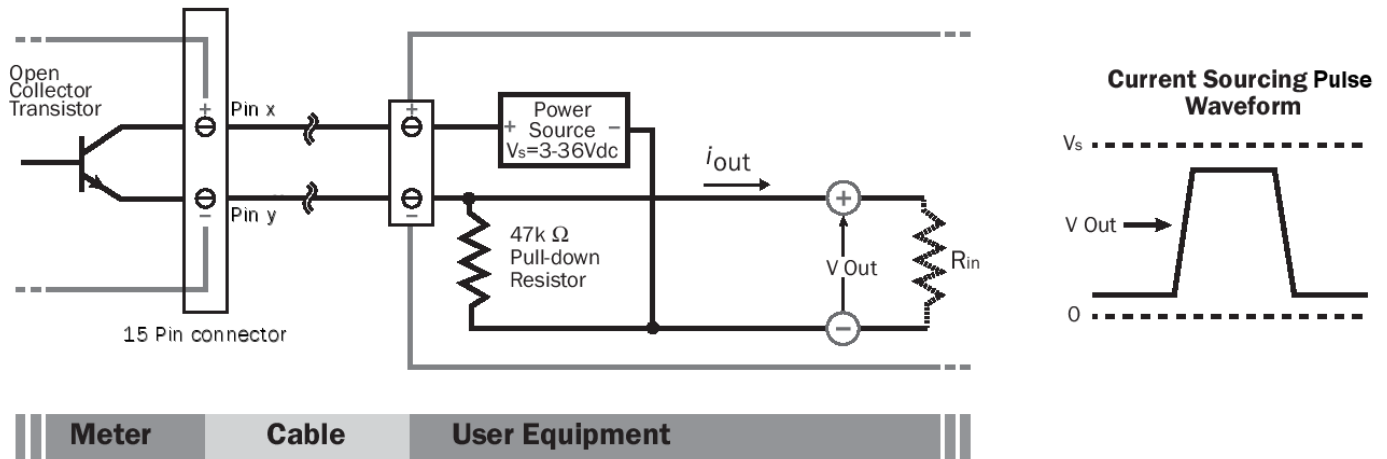 Open
Collector
Transistor
+
Pin x
−
Pin y
15 Pin connector
+
−
Power
+ Source −
Vs=3-36Vdc
iout
47k Ω
Pull-down
Resistor
+
V Out
−
Rin
Current Sourcing Pulse
Waveform
Vs
V Out
0
Meter
Cable
User Equipment